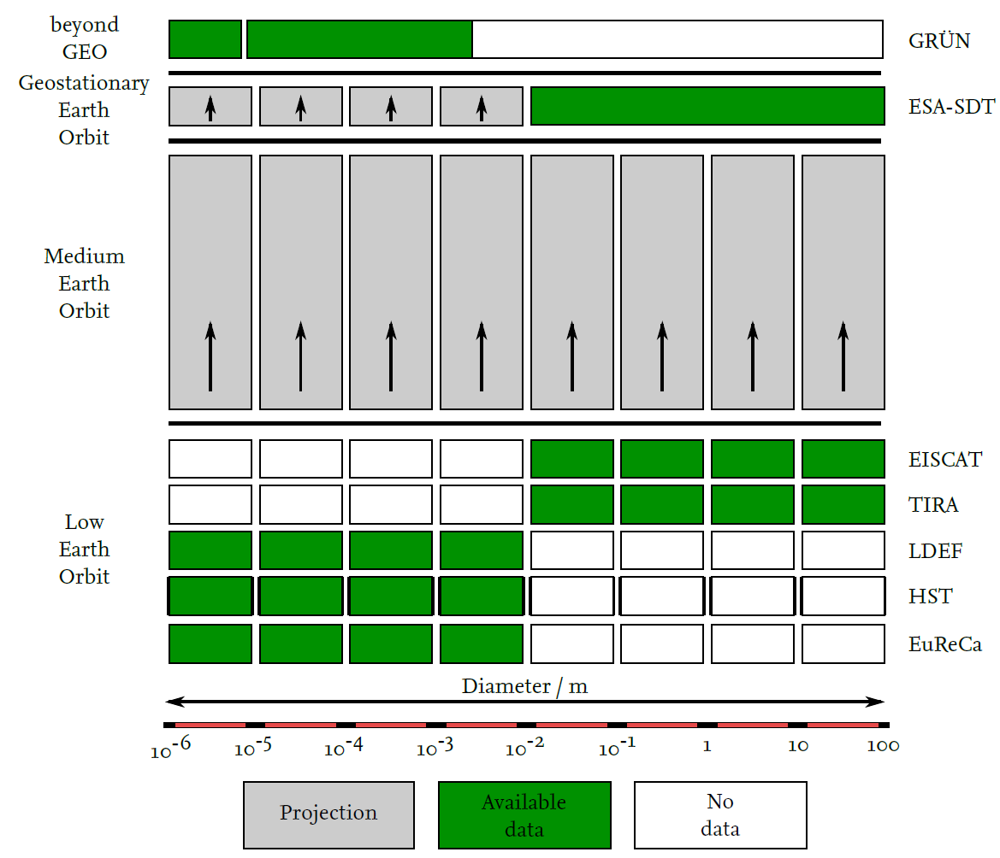 beyond
GEO
GRÜN
Geostationary
Earth
Orbit
ESA-SDT
Medium
Earth
Orbit
EISCAT
TIRA
Low
Earth
Orbit
LDEF
HST
EuReCa
Diameter / m
10⁻⁶ 10⁻⁵ 10⁻⁴ 10⁻³ 10⁻² 10⁻¹ 1 10 100
Projection
Available
data
No
data